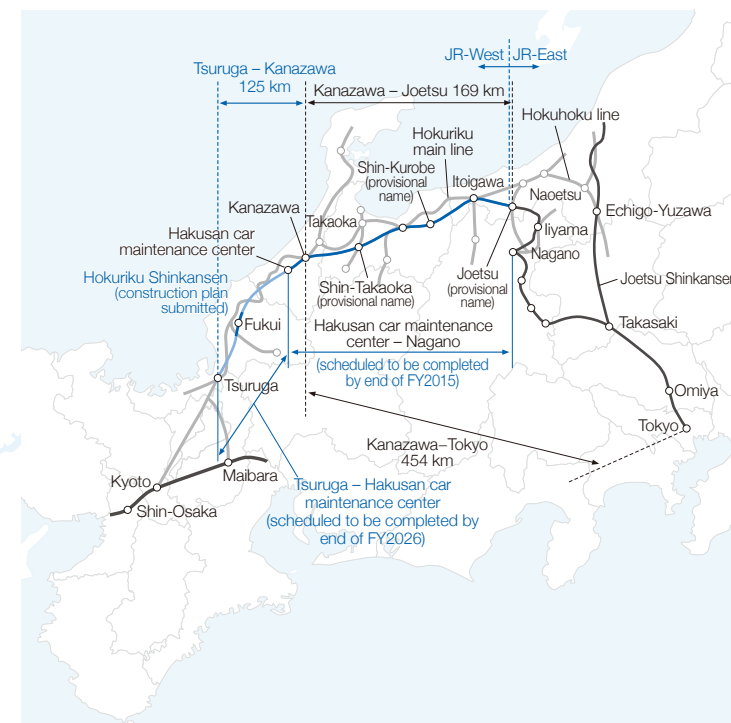 JR-West
JR-East
Tsuruga – Kanazawa
125 km
Kanazawa – Joetsu 169 km
Hokuhoku line
Hokuriku
main line
Shin-Kurobe
(provisional
name)
Itoigawa
Naoetsu
Kanazawa
Takaoka
Echigo-Yuzawa
Iiyama
Hakusan car
maintenance center
Nagano
Hokuriku Shinkansen
(construction plan
submitted)
Shin-Takaoka
(provisional name)
Joetsu
(provisional
name)
Joetsu Shinkansen
Fukui
Hakusan car maintenance
center – Nagano
(scheduled to be completed
by end of FY2015)
Takasaki
Tsuruga
Omiya
Tokyo
Kanazawa–Tokyo
454 km
Kyoto
Maibara
Shin-Osaka
Tsuruga – Hakusan car
maintenance center
(scheduled to be completed by
end of FY2026)